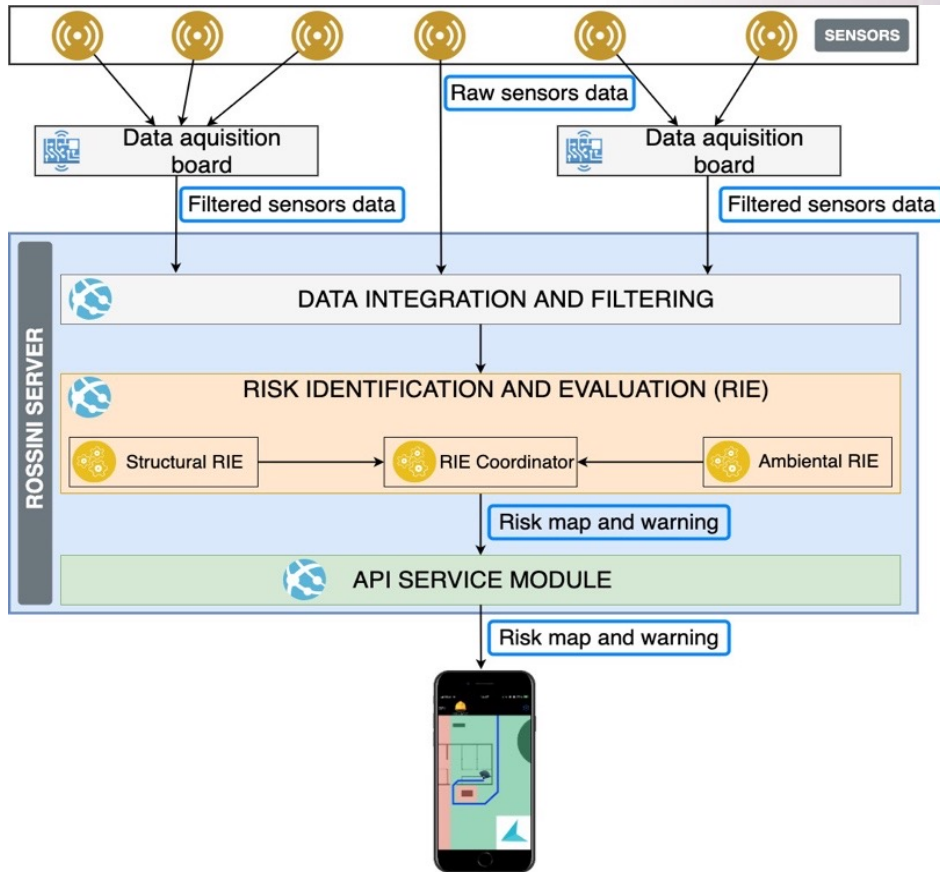 SENSORS
Raw sensors data
Data aquisition
board
Data aquisition
board
Filtered sensors data
Filtered sensors data
ROSSINI SERVER
DATA INTEGRATION AND FILTERING
RISK IDENTIFICATION AND EVALUATION (RIE)
Structural RIE
RIE Coordinator
Ambiental RIE
Risk map and warning
API SERVICE MODULE
Risk map and warning